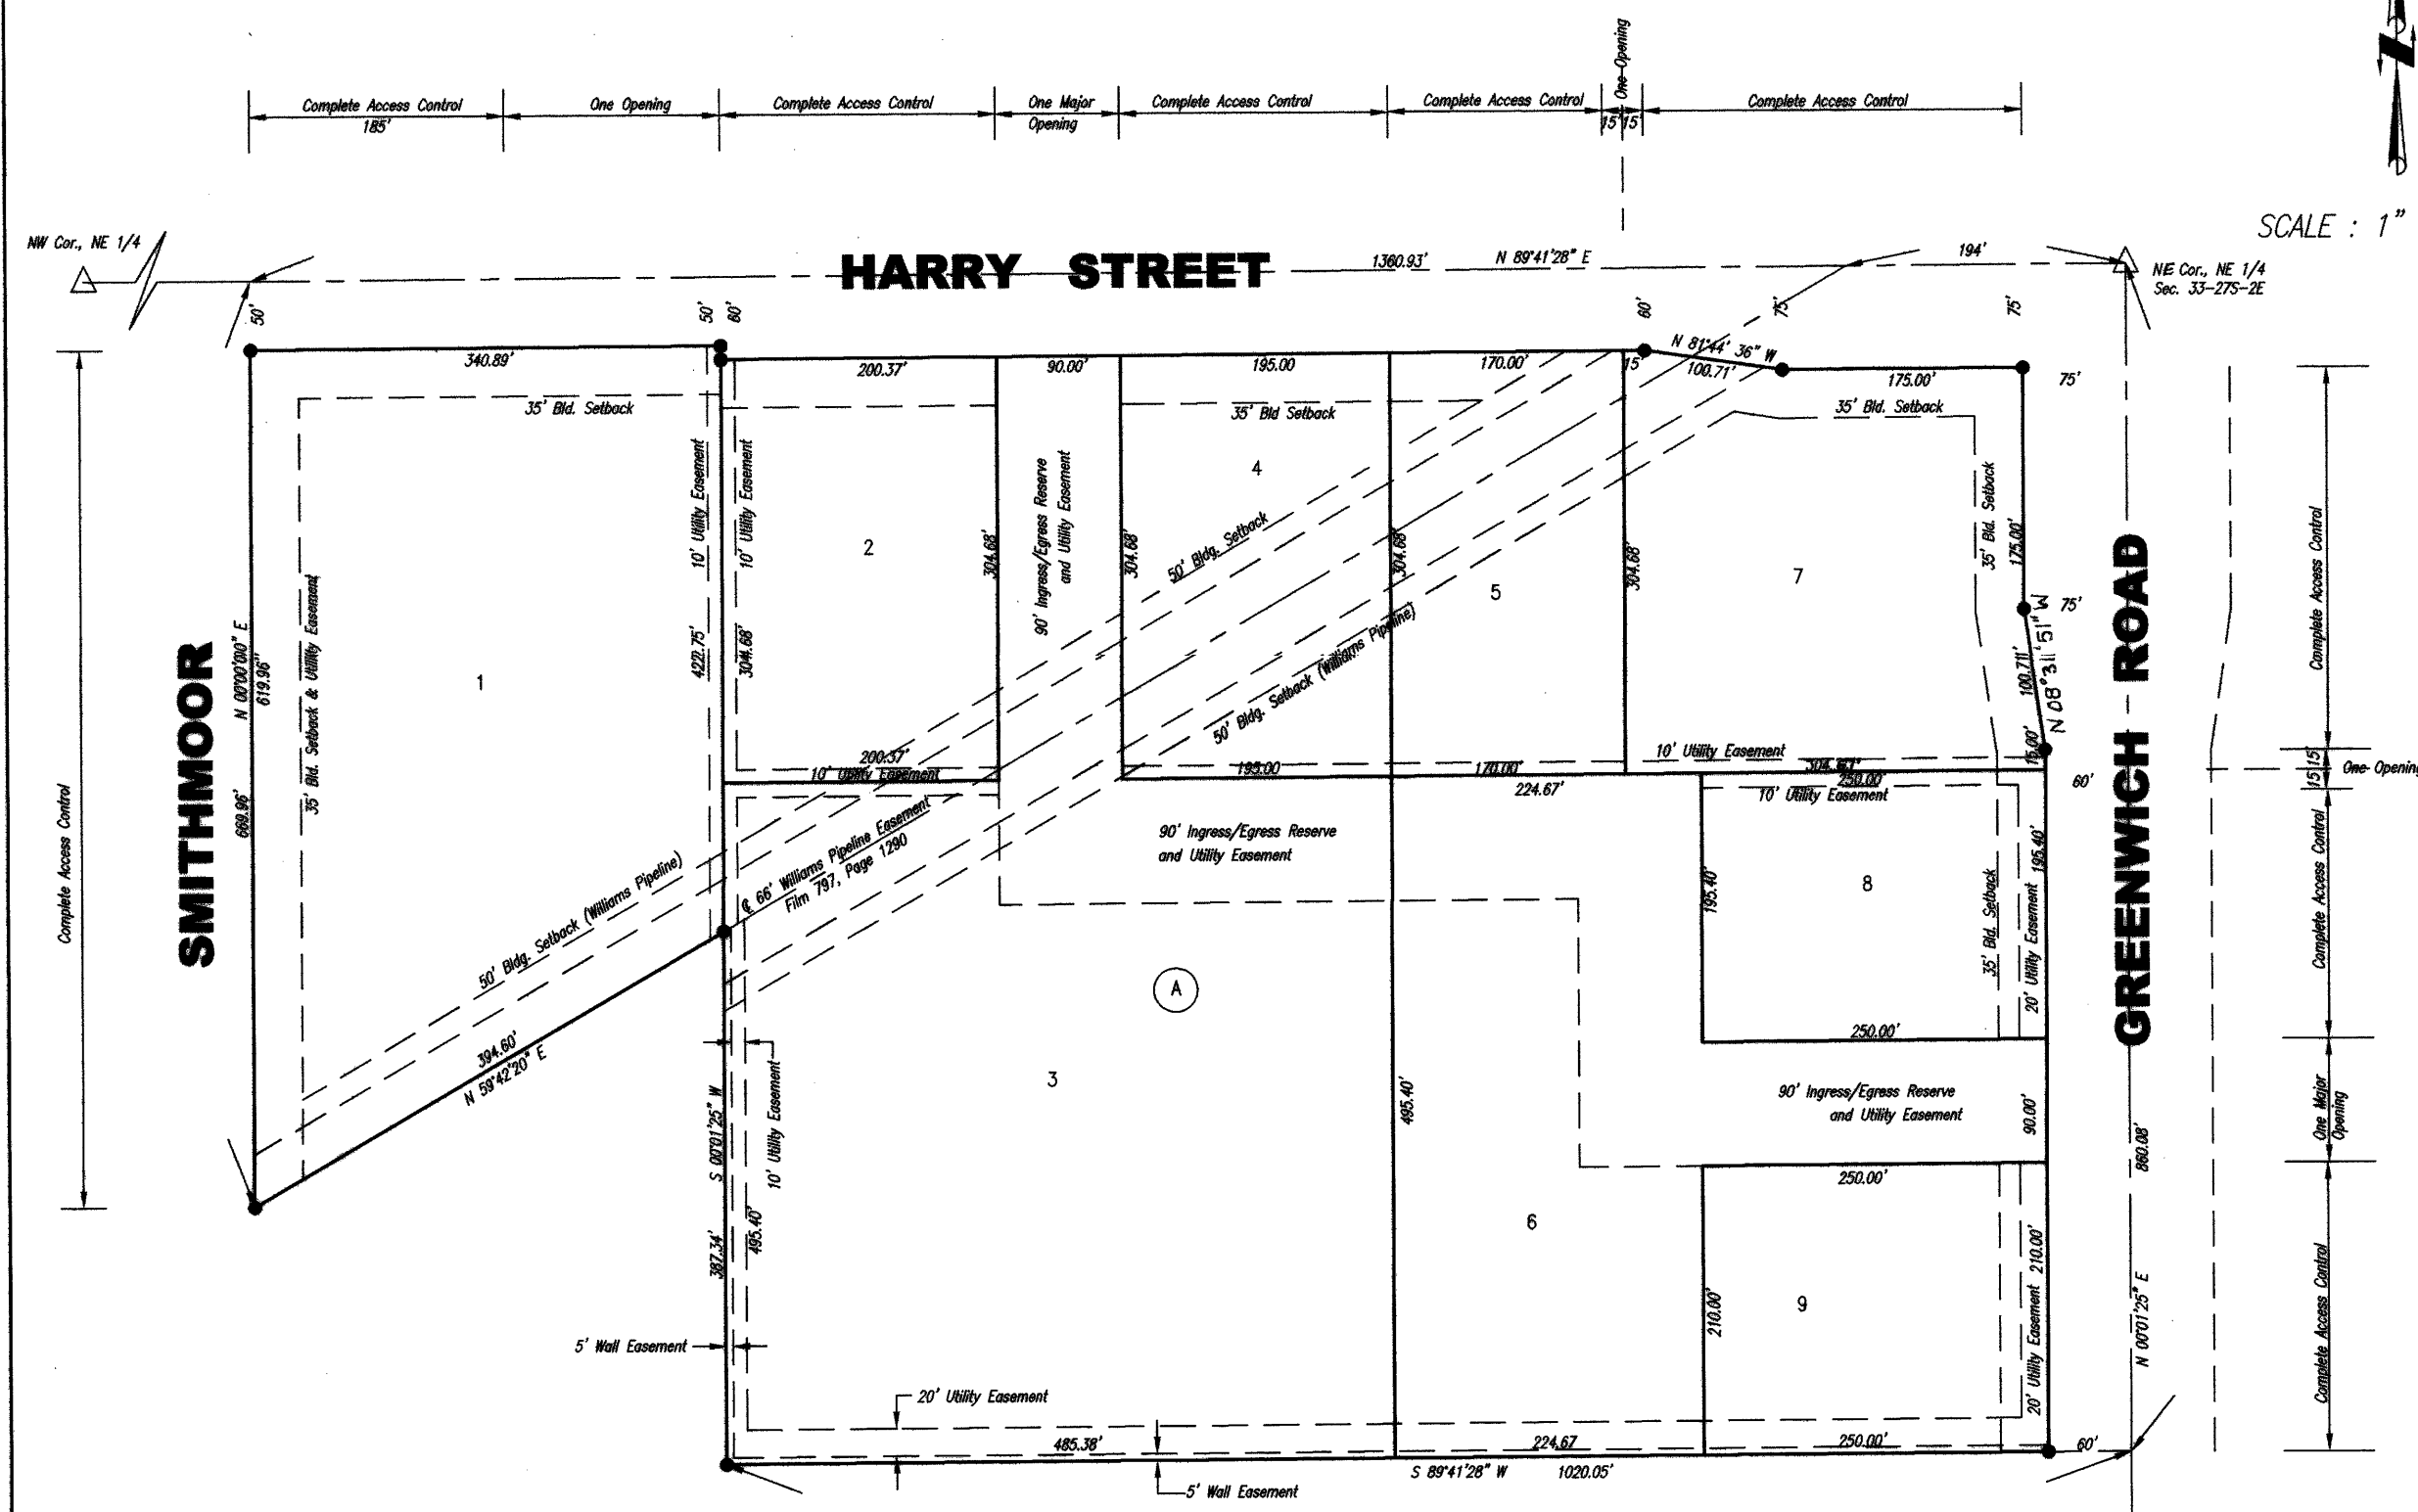 One Opening
Complete Access Control
185'
One Opening
Complete Access Control
One Major
Opening
Complete Access Control
Complete Access Control
15' 15'
Complete Access Control
SCALE : 1"
NW Cor., NE 1/4
HARRY STREET
1360.93'
N 89°41'28" E
194'
NE Cor., NE 1/4
Sec. 33-27S-2E
50'
50'
60'
60'
75'
75'
340.89'
200.37'
90.00'
195.00
170.00'
15'
N 81°44' 36" W
100.71'
175.00'
75'
35' Bld. Setback
35' Bld Setback
35' Bld. Setback
10' Utility Easement
10' Utility Easement
90' Ingress/Egress Reserve
and Utility Easement
4
35' Bld. Setback
175.00'
Complete Access Control
2
304.68'
304.68'
50' Bldg. Setback
304.68'
5
304.68'
7
75'
SMITHMOOR
N 00°00'00" E
619.96"
669.96'
35' Bld. Setback & Utility Easement
1
422.75'
304.68'
50' Bldg. Setback (Williams Pipeline)
100.71'
N 08°31'51" W
GREENWICH ROAD
Complete Access Control
200.37'
10' Utility Easement
195.00
170.00'
224.67'
10' Utility Easement
304.67'
250.00'
10' Utility Easement
15.00'
60'
15' 15'
One Opening
50' Bldg. Setback (Williams Pipeline)
℄ 66' Williams Pipeline Easement
Film 797, Page 1290
90' Ingress/Egress Reserve
and Utility Easement
195.40'
8
35' Bld. Setback
20' Utility Easement
195.40'
Complete Access Control
A
250.00'
394.60'
N 59°42'20" E
S 00°01'25" W
387.34'
10' Utility Easement
495.40'
3
495.40'
90' Ingress/Egress Reserve
and Utility Easement
90.00'
860.08'
One Major
Opening
250.00'
6
210.00'
9
20' Utility Easement
210.00'
N 00°01'25" E
Complete Access Control
5' Wall Easement
20' Utility Easement
485.38'
224.67
250.00'
60'
S 89°41'28" W
1020.05'
5' Wall Easement